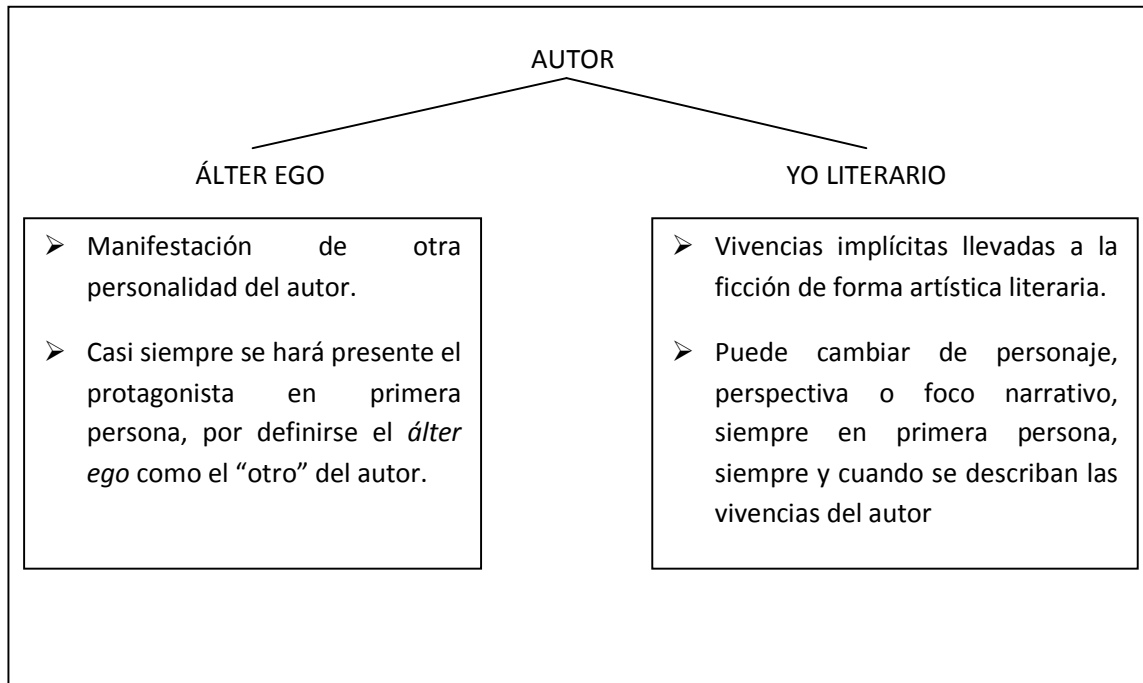 AUTOR
ÁLTER EGO
YO LITERARIO
➢ Manifestación de otra
personalidad del autor.
➢ Casi siempre se hará presente el
protagonista en primera
persona, por definirse el álter
ego como el “otro” del autor.
➢ Vivencias implícitas llevadas a la
ficción de forma artística literaria.
➢ Puede cambiar de personaje,
perspectiva o foco narrativo,
siempre en primera persona,
siempre y cuando se describan las
vivencias del autor